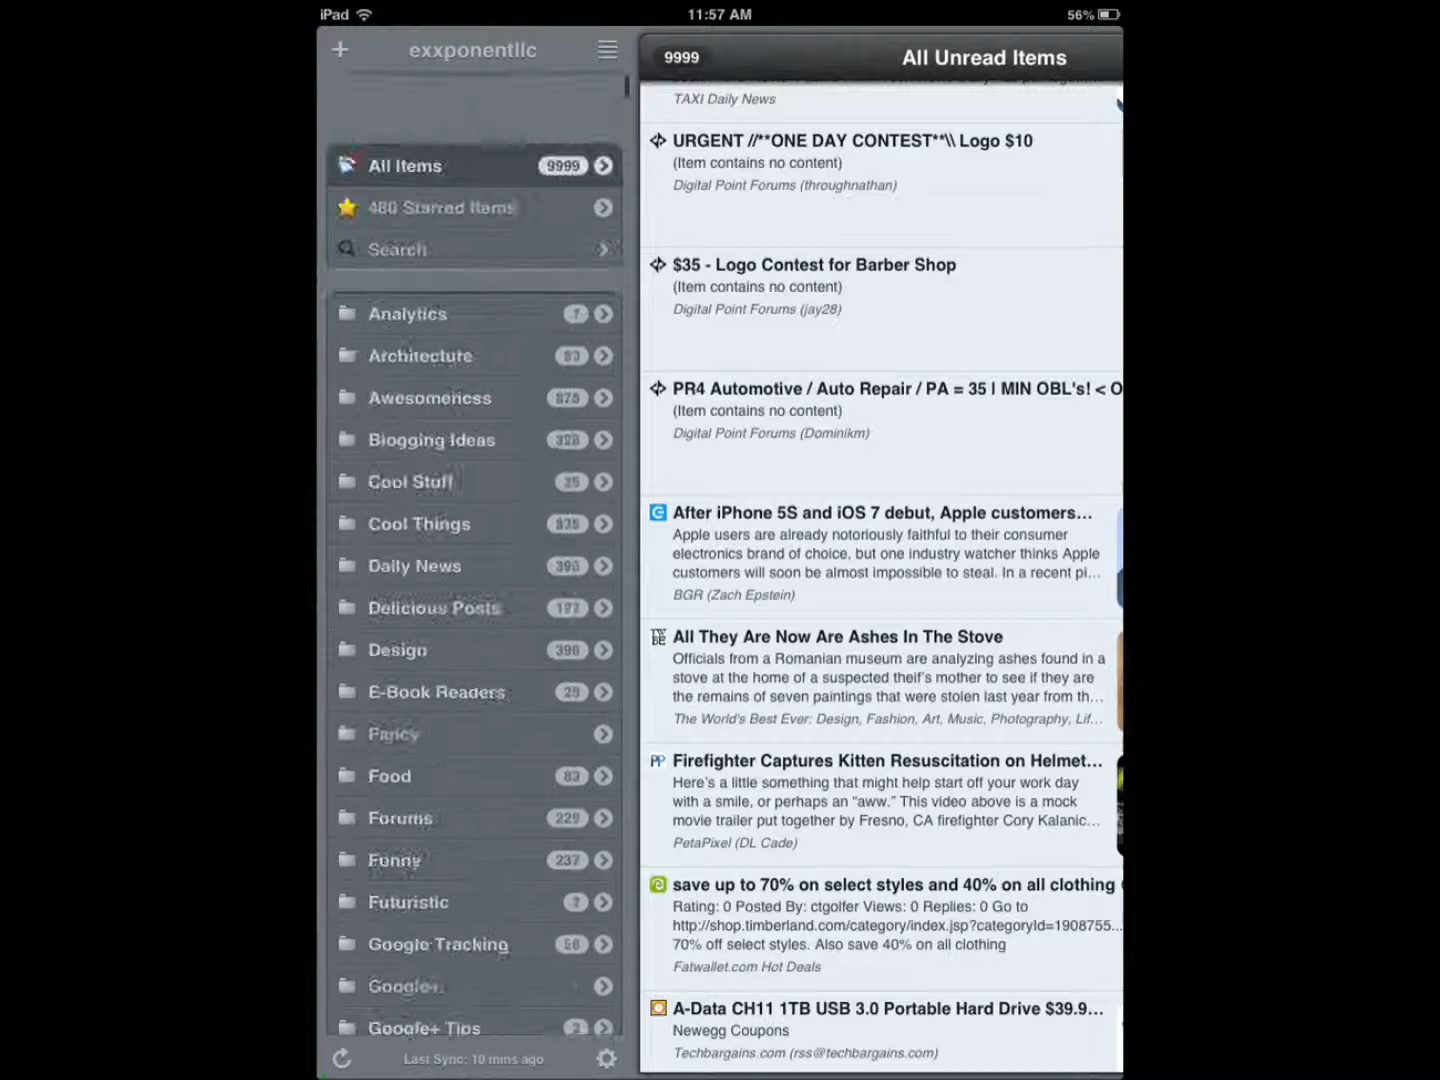 iPad
11:57 AM
56%
exxponentllc
All Items 9999
480 Starred Items
Search
Analytics
Architecture
Awesomeness
Blogging Ideas
Cool Stuff
Cool Things
Daily News
Delicious Posts
Design 390
E-Book Readers
Fancy
Food 83
Forums 229
Funny 237
Futuristic
Google Tracking
Google+
Google+ Tips
Last Sync: 10 mins ago
9999
All Unread Items
TAXI Daily News
URGENT //**ONE DAY CONTEST**\\ Logo $10
(Item contains no content)
Digital Point Forums (throughnathan)
$35 - Logo Contest for Barber Shop
(Item contains no content)
Digital Point Forums (jay28)
PR4 Automotive / Auto Repair / PA = 35 | MIN OBL's! < O
(Item contains no content)
Digital Point Forums (Dominikm)
After iPhone 5S and iOS 7 debut, Apple customers…
Apple users are already notoriously faithful to their consumer
electronics brand of choice, but one industry watcher thinks Apple
customers will soon be almost impossible to steal. In a recent pi…
BGR (Zach Epstein)
All They Are Now Are Ashes In The Stove
Officials from a Romanian museum are analyzing ashes found in a
stove at the home of a suspected theif's mother to see if they are
the remains of seven paintings that were stolen last year from th…
The World's Best Ever: Design, Fashion, Art, Music, Photography, Lif…
Firefighter Captures Kitten Resuscitation on Helmet…
Here's a little something that might help start off your work day
with a smile, or perhaps an “aww.” This video above is a mock
movie trailer put together by Fresno, CA firefighter Cory Kalanic…
PetaPixel (DL Cade)
save up to 70% on select styles and 40% on all clothing
Rating: 0 Posted By: ctgolfer Views: 0 Replies: 0 Go to
http://shop.timberland.com/category/index.jsp?categoryId=1908755…
70% off select styles. Also save 40% on all clothing
Fatwallet.com Hot Deals
A-Data CH11 1TB USB 3.0 Portable Hard Drive $39.9…
Newegg Coupons
Techbargains.com (rss@techbargains.com)